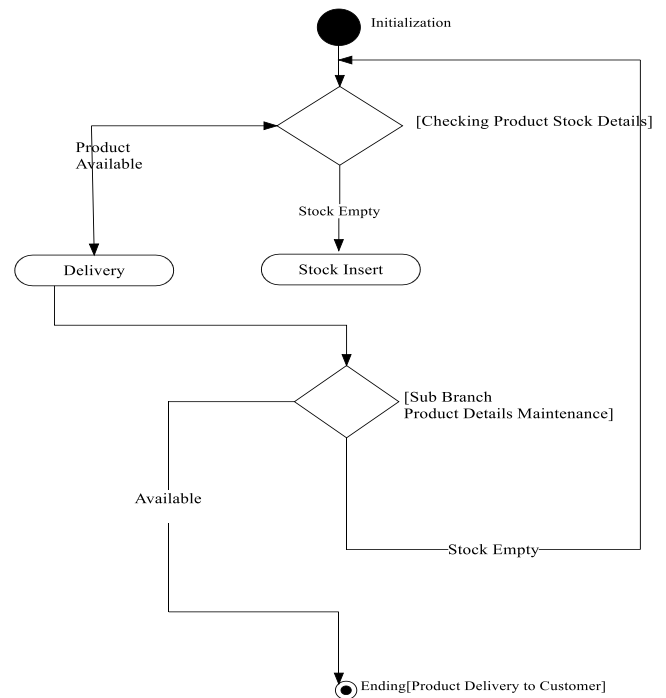 Initialization
[Checking Product Stock Details]
Product
Available
Stock Empty
Delivery
Stock Insert
[Sub Branch
Product Details Maintenance]
Available
Stock Empty
Ending[Product Delivery to Customer]